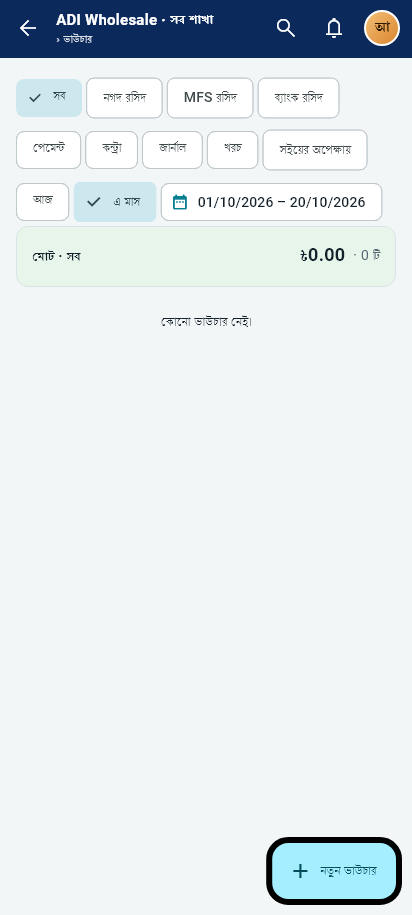 ADI Wholesale · সব শাখা
› ভাউচার
আ
সব
নগদ রসিদ
MFS রসিদ
ব্যাংক রসিদ
পেমেন্ট
কন্ট্রা
জার্নাল
খরচ
সইয়ের অপেক্ষায়
আজ
এ মাস
01/10/2026 – 20/10/2026
মোট · সব
৳0.00 · 0 টি
কোনো ভাউচার নেই।
নতুন ভাউচার